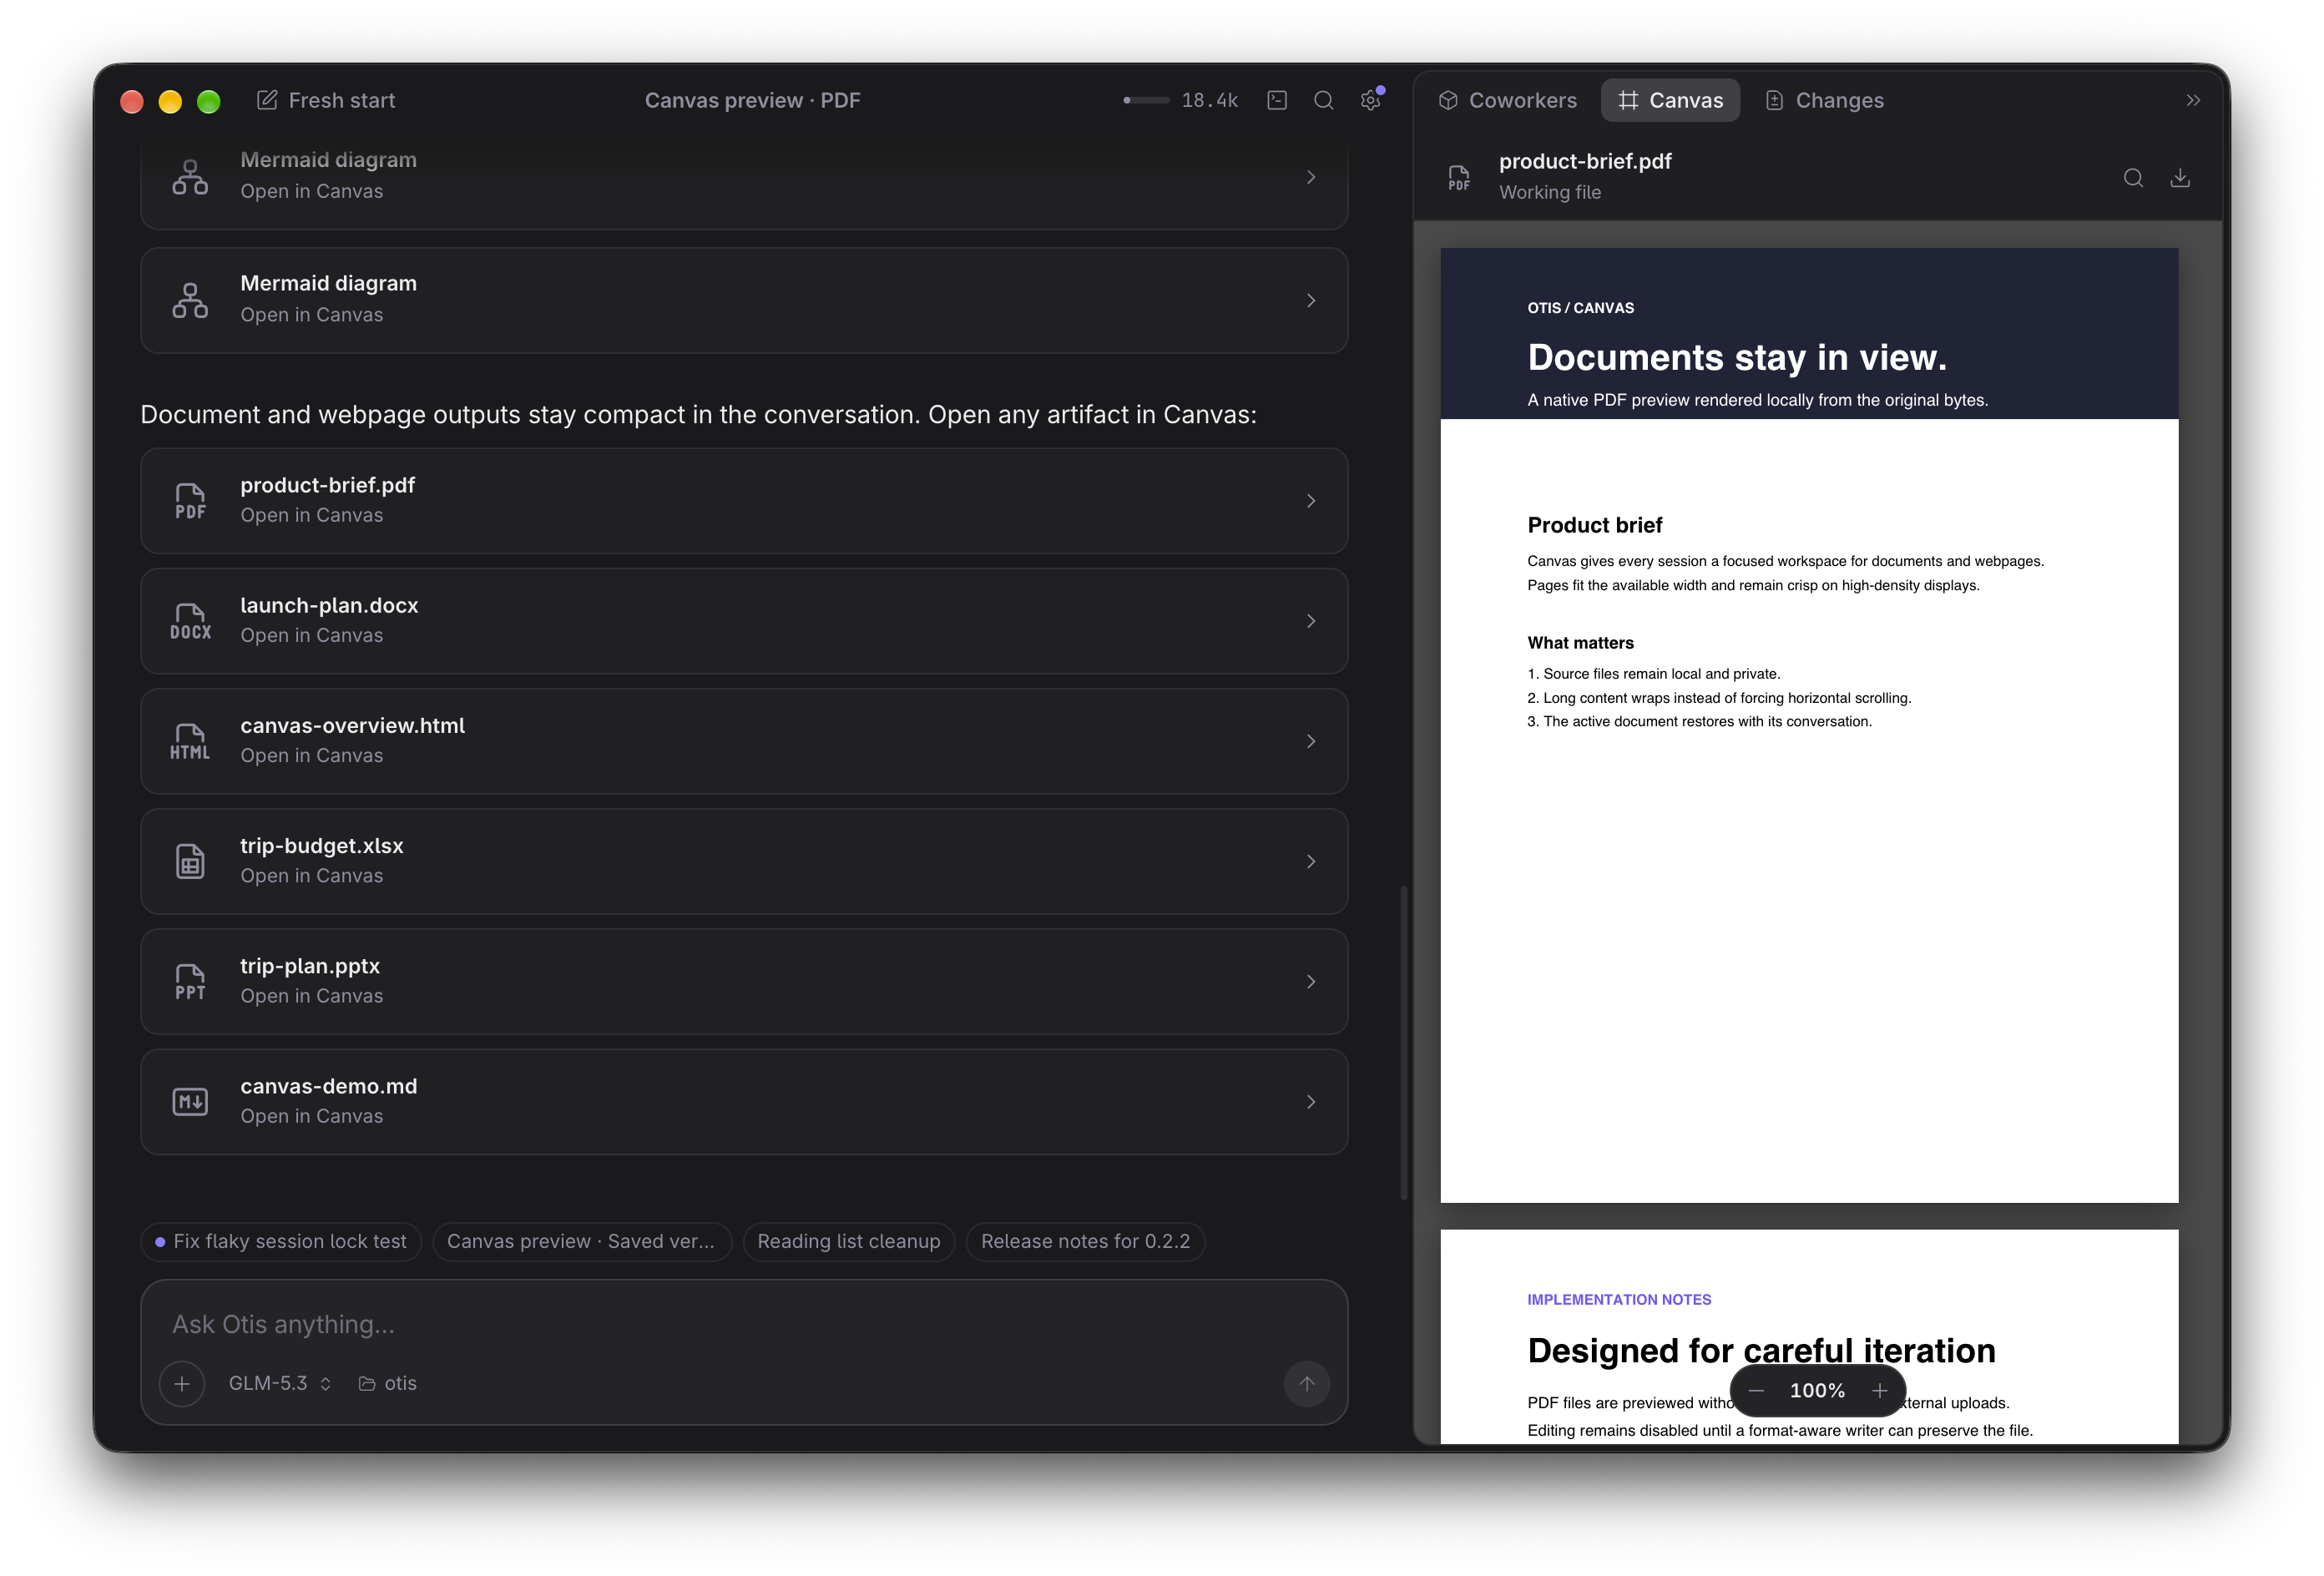 Fresh start
Canvas preview · PDF
18.4k
Mermaid diagram
Open in Canvas
Mermaid diagram
Open in Canvas
Document and webpage outputs stay compact in the conversation. Open any artifact in Canvas:
PDF
product-brief.pdf
Open in Canvas
DOCX
launch-plan.docx
Open in Canvas
HTML
canvas-overview.html
Open in Canvas
trip-budget.xlsx
Open in Canvas
PPT
trip-plan.pptx
Open in Canvas
M↓
canvas-demo.md
Open in Canvas
Fix flaky session lock test
Canvas preview · Saved ver...
Reading list cleanup
Release notes for 0.2.2
Ask Otis anything...
GLM-5.3
otis
Coworkers
Canvas
Changes
PDF
product-brief.pdf
Working file
OTIS / CANVAS
Documents stay in view.
A native PDF preview rendered locally from the original bytes.
Product brief
Canvas gives every session a focused workspace for documents and webpages.
Pages fit the available width and remain crisp on high-density displays.
What matters
1. Source files remain local and private.
2. Long content wraps instead of forcing horizontal scrolling.
3. The active document restores with its conversation.
IMPLEMENTATION NOTES
Designed for careful iteration
100%
PDF files are previewed uploads.
Editing remains disabled until a format-aware writer can preserve the file.